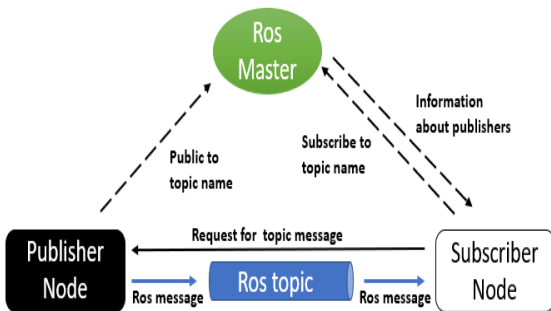 Ros
Master
Information
about publishers
Subscribe to
topic name
Public to
topic name
Request for topic message
Publisher
Node
Ros topic
Subscriber
Node
Ros message
Ros message